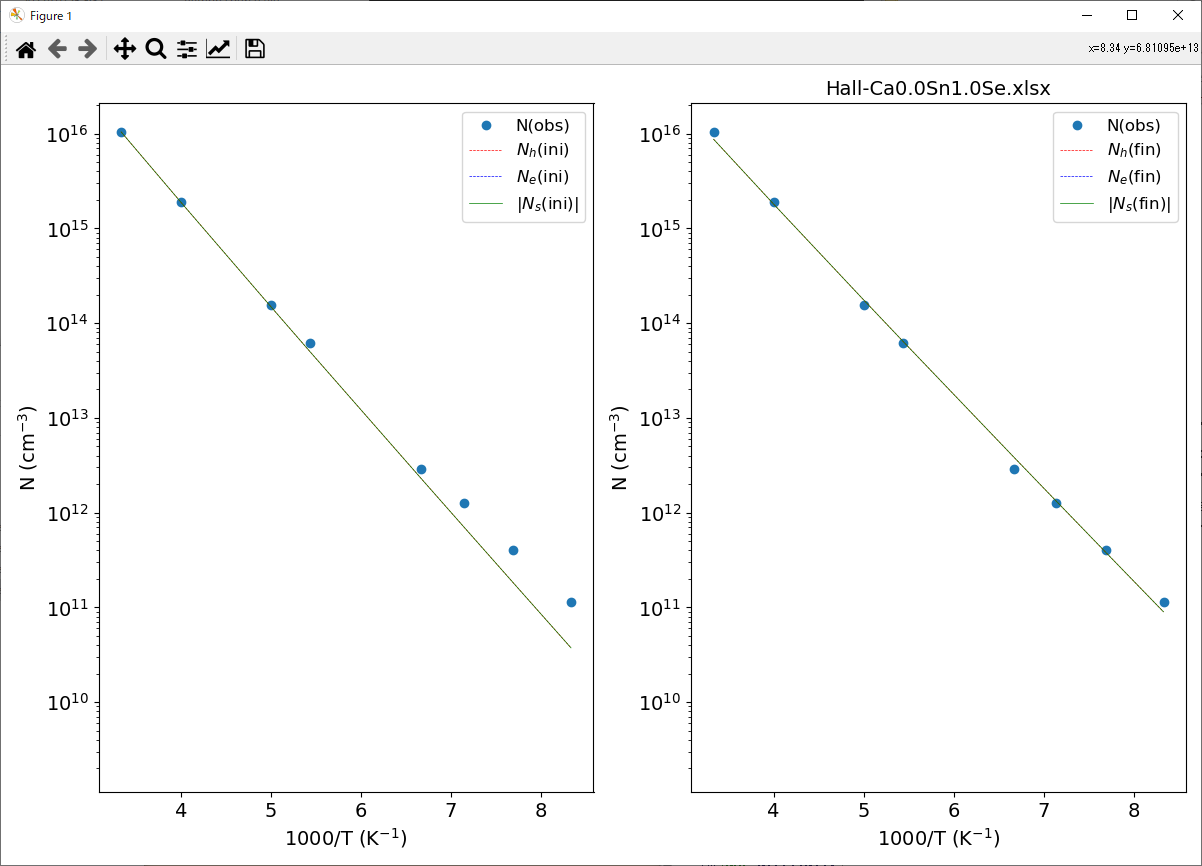 Figure 1
x=8.34 y=6.81095e+13
Hall-Ca0.0Sn1.0Se.xlsx
N(obs)
N_h(ini)
N_e(ini)
|N_s(ini)|
10^16
10^15
10^14
10^13
10^12
10^11
10^10
N (cm^−3)
4 5 6 7 8
1000/T (K^−1)
N(obs)
N_h(fin)
N_e(fin)
|N_s(fin)|
10^16
10^15
10^14
10^13
10^12
10^11
10^10
N (cm^−3)
4 5 6 7 8
1000/T (K^−1)